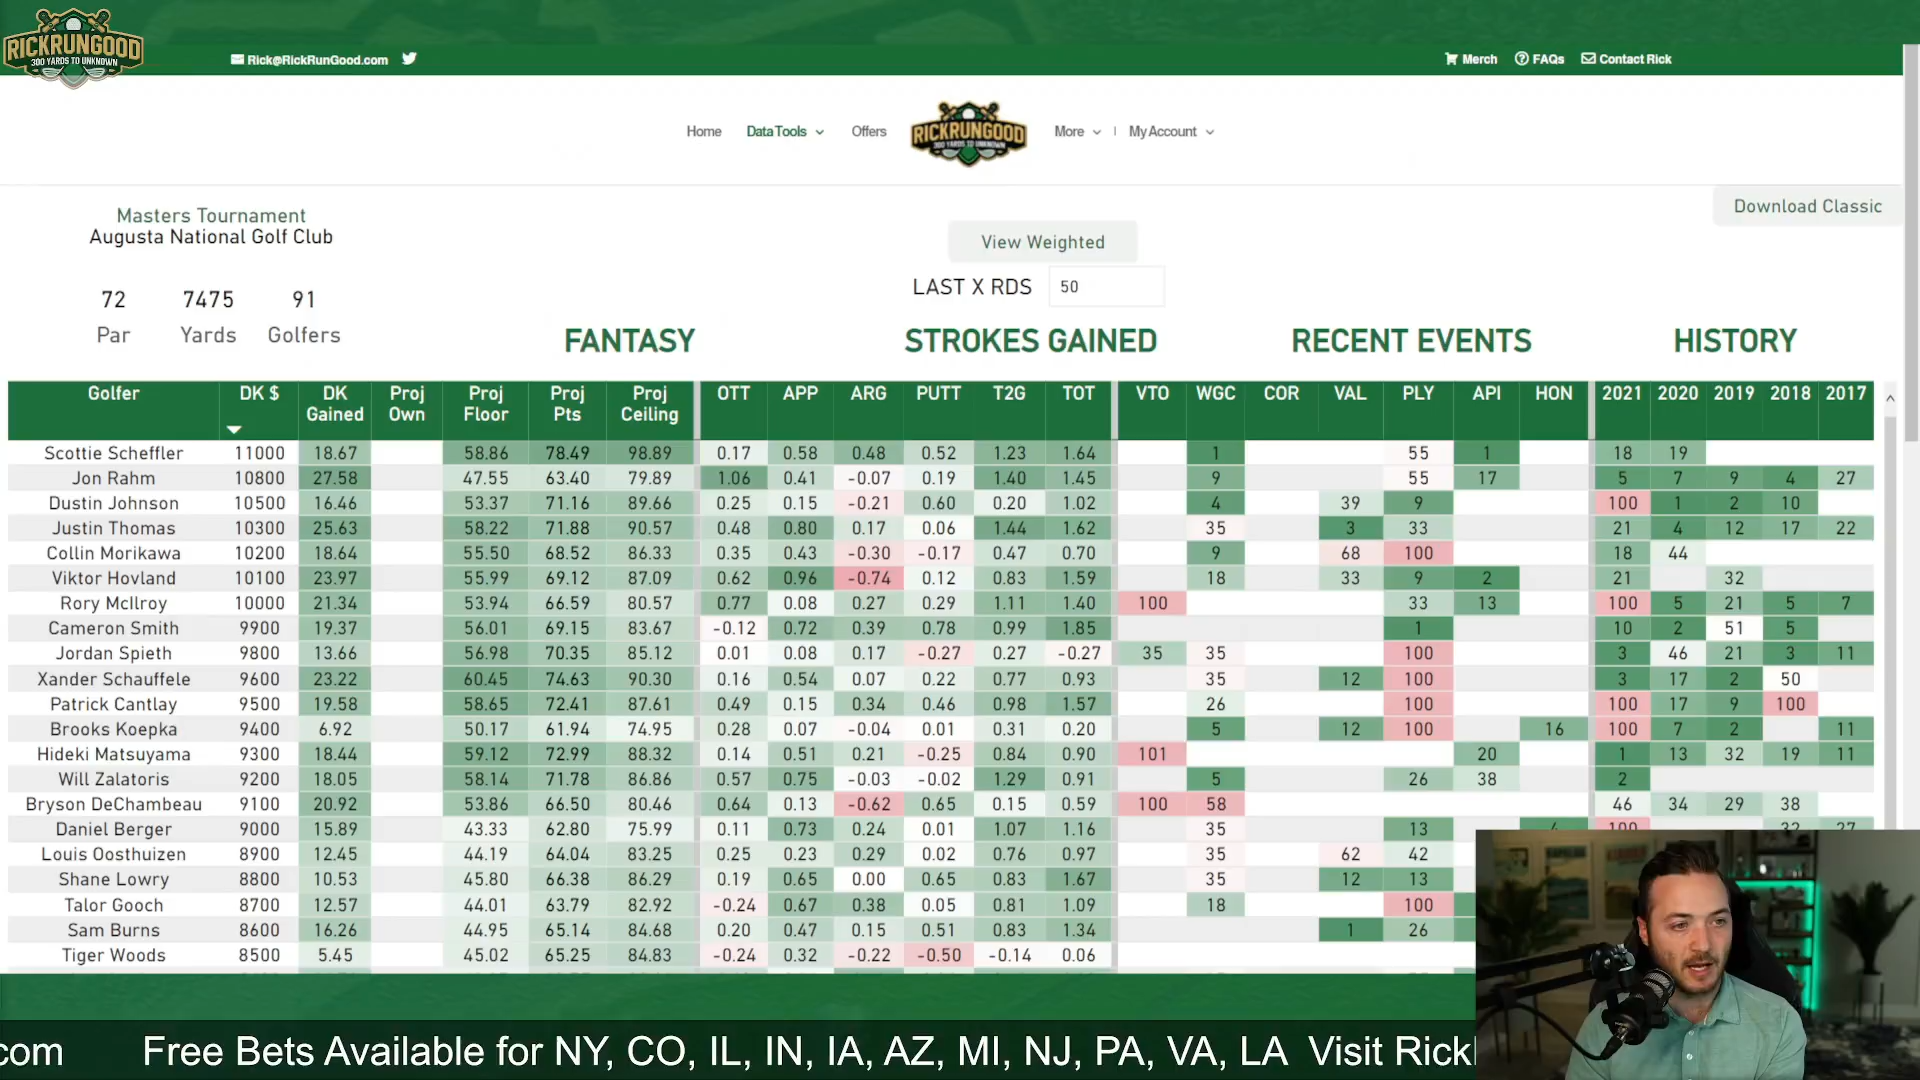 RICKRUNGOOD
300 YARDS TO UNKNOWN
Rick@RickRunGood.com
Merch FAQs Contact Rick
Home Data Tools Offers RICKRUNGOOD More | My Account
300 YARDS TO UNKNOWN
Masters Tournament
Augusta National Golf Club
Download Classic
View Weighted
LAST X RDS 50
72 7475 91
Par Yards Golfers
FANTASY STROKES GAINED RECENT EVENTS HISTORY
Golfer DK $ DK Gained Proj Own Proj Floor Proj Pts Proj Ceiling OTT APP ARG PUTT T2G TOT VTO WGC COR VAL PLY API HON 2021 2020 2019 2018 2017
Scottie Scheffler 11000 18.67 58.86 78.49 98.89 0.17 0.58 0.48 0.52 1.23 1.64 1 55 1 18 19
Jon Rahm 10800 27.58 47.55 63.40 79.89 1.06 0.41 -0.07 0.19 1.40 1.45 9 55 17 5 7 9 4 27
Dustin Johnson 10500 16.46 53.37 71.16 89.66 0.25 0.15 -0.21 0.60 0.20 1.02 4 39 9 100 1 2 10
Justin Thomas 10300 25.63 58.22 71.88 90.57 0.48 0.80 0.17 0.06 1.44 1.62 35 3 33 21 4 12 17 22
Collin Morikawa 10200 18.64 55.50 68.52 86.33 0.35 0.43 -0.30 -0.17 0.47 0.70 9 68 100 18 44
Viktor Hovland 10100 23.97 55.99 69.12 87.09 0.62 0.96 -0.74 0.12 0.83 1.59 18 33 9 2 21 32
Rory McIlroy 10000 21.34 53.94 66.59 80.57 0.77 0.08 0.27 0.29 1.11 1.40 100 33 13 100 5 21 5 7
Cameron Smith 9900 19.37 56.01 69.15 83.67 -0.12 0.72 0.39 0.78 0.99 1.85 1 10 2 51 5
Jordan Spieth 9800 13.66 56.98 70.35 85.12 0.01 0.08 0.17 -0.27 0.27 -0.27 35 35 100 3 46 21 3 11
Xander Schauffele 9600 23.22 60.45 74.63 90.30 0.16 0.54 0.07 0.22 0.77 0.93 35 12 100 3 17 2 50
Patrick Cantlay 9500 19.58 58.65 72.41 87.61 0.49 0.15 0.34 0.46 0.98 1.57 26 100 100 17 9 100
Brooks Koepka 9400 6.92 50.17 61.94 74.95 0.28 0.07 -0.04 0.01 0.31 0.20 5 12 100 16 100 7 2 11
Hideki Matsuyama 9300 18.44 59.12 72.99 88.32 0.14 0.51 0.21 -0.25 0.84 0.90 101 20 1 13 32 19 11
Will Zalatoris 9200 18.05 58.14 71.78 86.86 0.57 0.75 -0.03 -0.02 1.29 0.91 5 26 38 2
Bryson DeChambeau 9100 20.92 53.86 66.50 80.46 0.64 0.13 -0.62 0.65 0.15 0.59 100 58 46 34 29 38
Daniel Berger 9000 15.89 43.33 62.80 75.99 0.11 0.73 0.24 0.01 1.07 1.16 35 13 4 100 32 27
Louis Oosthuizen 8900 12.45 44.19 64.04 83.25 0.25 0.23 0.29 0.02 0.76 0.97 35 62 42
Shane Lowry 8800 10.53 45.80 66.38 86.29 0.19 0.65 0.00 0.65 0.83 1.67 35 12 13
Talor Gooch 8700 12.57 44.01 63.79 82.92 -0.24 0.67 0.38 0.05 0.81 1.09 18 100
Sam Burns 8600 16.26 44.95 65.14 84.68 0.20 0.47 0.15 0.51 0.83 1.34 1 26
Tiger Woods 8500 5.45 45.02 65.25 84.83 -0.24 0.32 -0.22 -0.50 -0.14 0.06
com Free Bets Available for NY, CO, IL, IN, IA, AZ, MI, NJ, PA, VA, LA Visit Rick